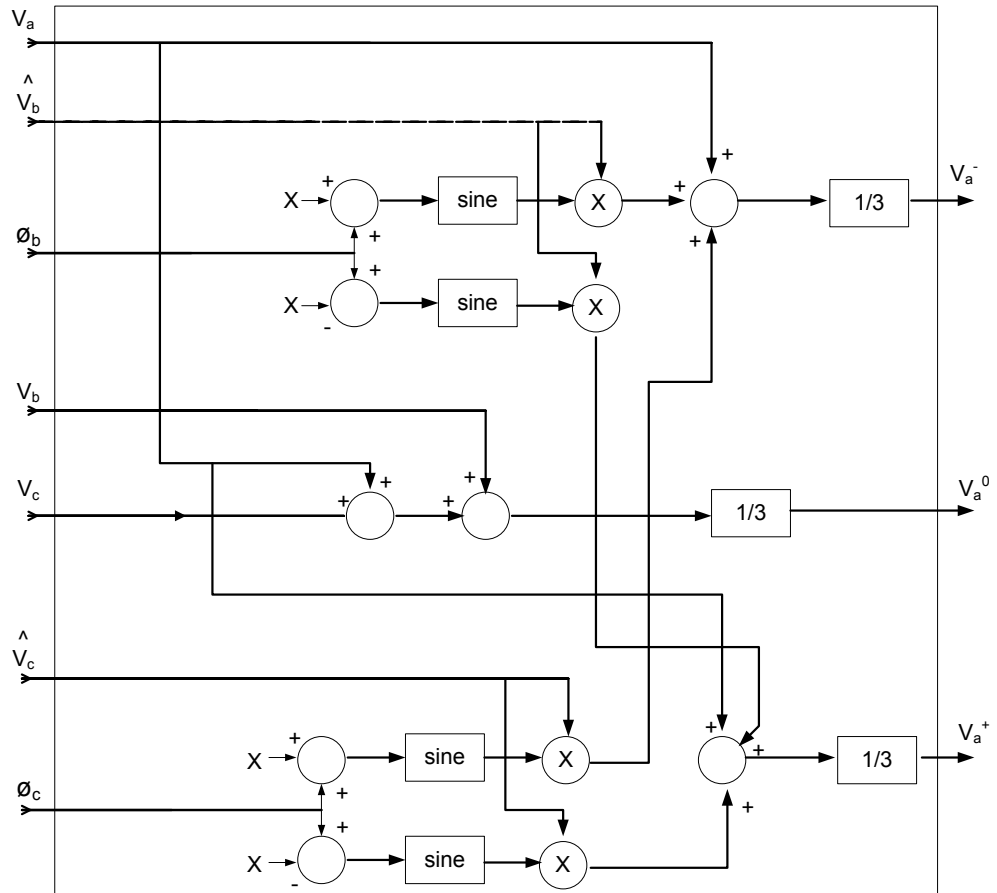 Va
^
Vb
+
+
Va-
X
+
sine
X
+
1/3
øb
+
+
+
X
-
sine
X
Vb
+
+
Vc
+
+
1/3
Va0
^
Vc
+
+
Va+
X
+
sine
X
1/3
øc
+
+
+
X
-
sine
X